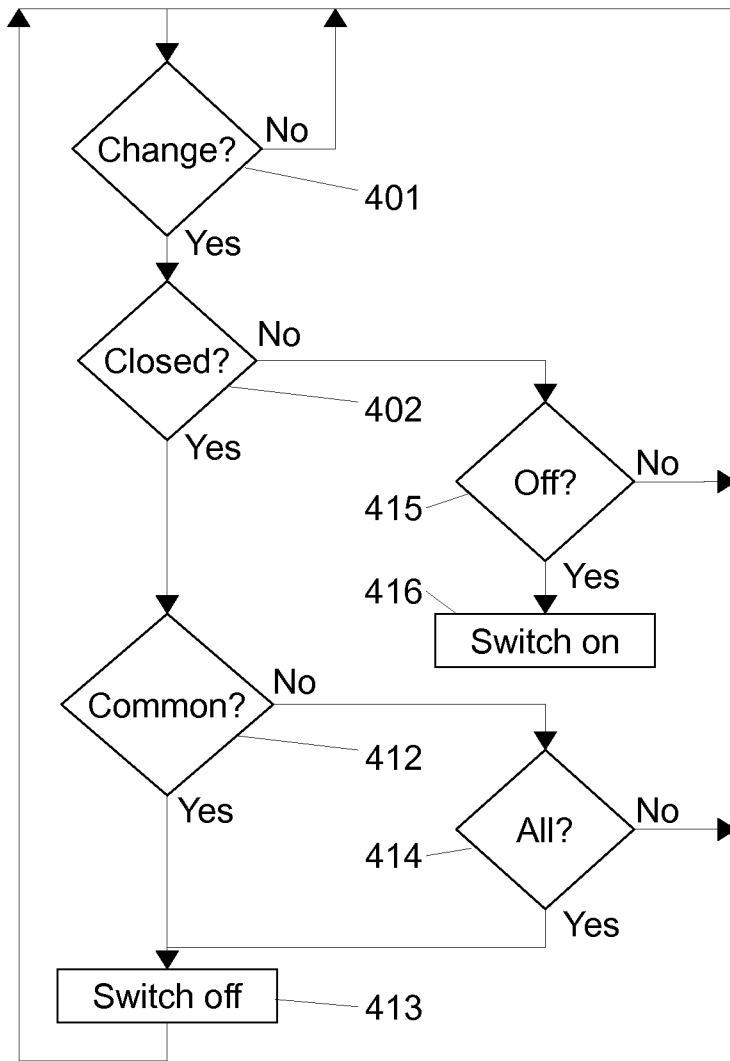 Change?
No
401
Yes
Closed?
No
402
Yes
Off?
No
415
Yes
416
Switch on
Common?
No
412
Yes
All?
No
414
Yes
Switch off
413